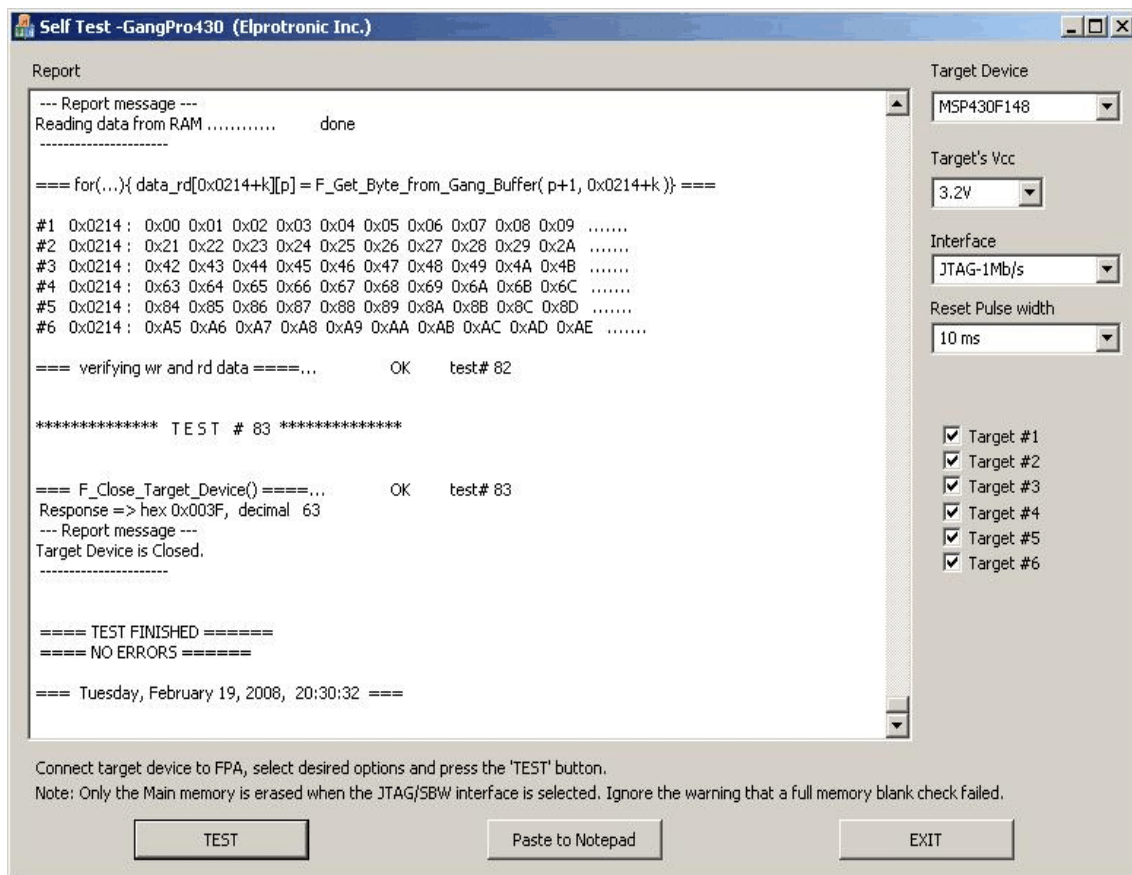 Self Test -GangPro430 (Elprotronic Inc.)
Report
--- Report message ---
Reading data from RAM ............ done
----------------------
=== for(...){ data_rd[0x0214+k][p] = F_Get_Byte_from_Gang_Buffer( p+1, 0x0214+k )} ===
#1 0x0214 : 0x00 0x01 0x02 0x03 0x04 0x05 0x06 0x07 0x08 0x09 .......
#2 0x0214 : 0x21 0x22 0x23 0x24 0x25 0x26 0x27 0x28 0x29 0x2A .......
#3 0x0214 : 0x42 0x43 0x44 0x45 0x46 0x47 0x48 0x49 0x4A 0x4B .......
#4 0x0214 : 0x63 0x64 0x65 0x66 0x67 0x68 0x69 0x6A 0x6B 0x6C .......
#5 0x0214 : 0x84 0x85 0x86 0x87 0x88 0x89 0x8A 0x8B 0x8C 0x8D .......
#6 0x0214 : 0xA5 0xA6 0xA7 0xA8 0xA9 0xAA 0xAB 0xAC 0xAD 0xAE .......
=== verifying wr and rd data ====... OK test# 82
************** T E S T # 83 **************
=== F_Close_Target_Device() ====... OK test# 83
Response => hex 0x003F, decimal 63
--- Report message ---
Target Device is Closed.
----------------------
==== TEST FINISHED ======
==== NO ERRORS ======
=== Tuesday, February 19, 2008, 20:30:32 ===
Target Device
MSP430F148
Target's Vcc
3.2V
Interface
JTAG-1Mb/s
Reset Pulse width
10 ms
Target #1
Target #2
Target #3
Target #4
Target #5
Target #6
Connect target device to FPA, select desired options and press the 'TEST' button.
Note: Only the Main memory is erased when the JTAG/SBW interface is selected. Ignore the warning that a full memory blank check failed.
TEST
Paste to Notepad
EXIT